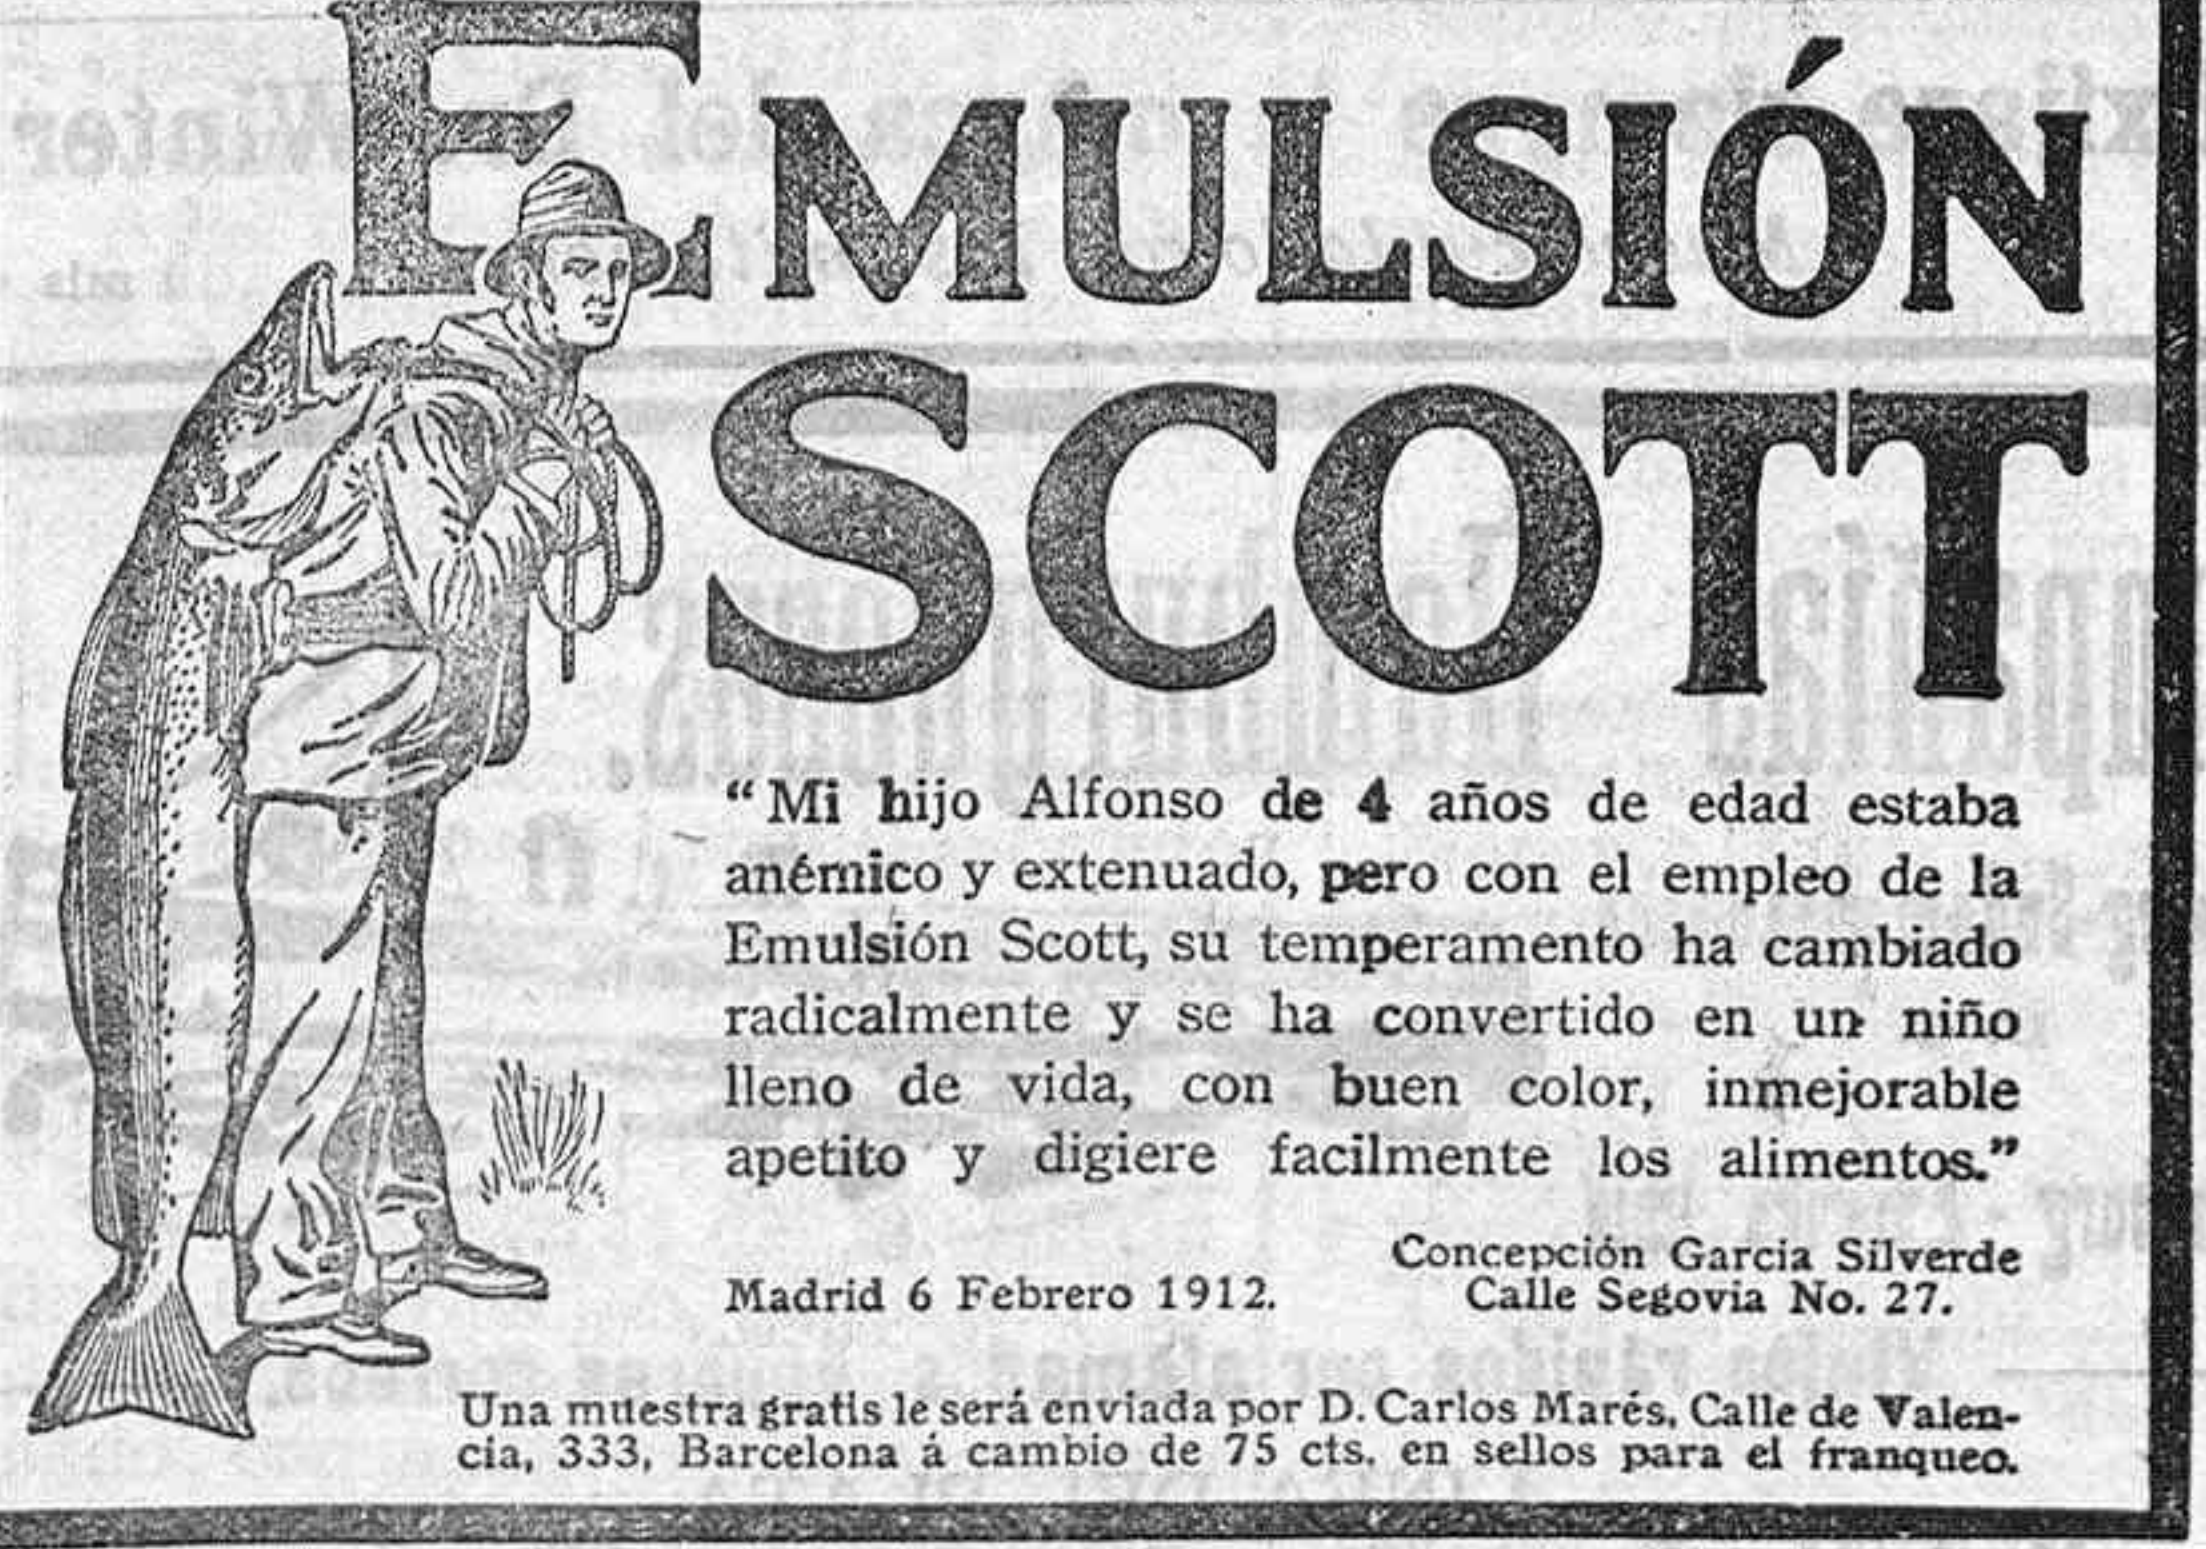 EMULSIÓN
SCOTT
“Mi hijo Alfonso de 4 años de edad estaba
anémico y extenuado, pero con el empleo de la
Emulsión Scott, su temperamento ha cambiado
radicalmente y se ha convertido en un niño
lleno de vida, con buen color, inmejorable
apetito y digiere facilmente los alimentos.”
Concepción Garcia Silverde
Madrid 6 Febrero 1912. Calle Segovia No. 27.
Una muestra gratis le será enviada por D. Carlos Marés, Calle de Valen-
cia, 333, Barcelona á cambio de 75 cts. en sellos para el franqueo.